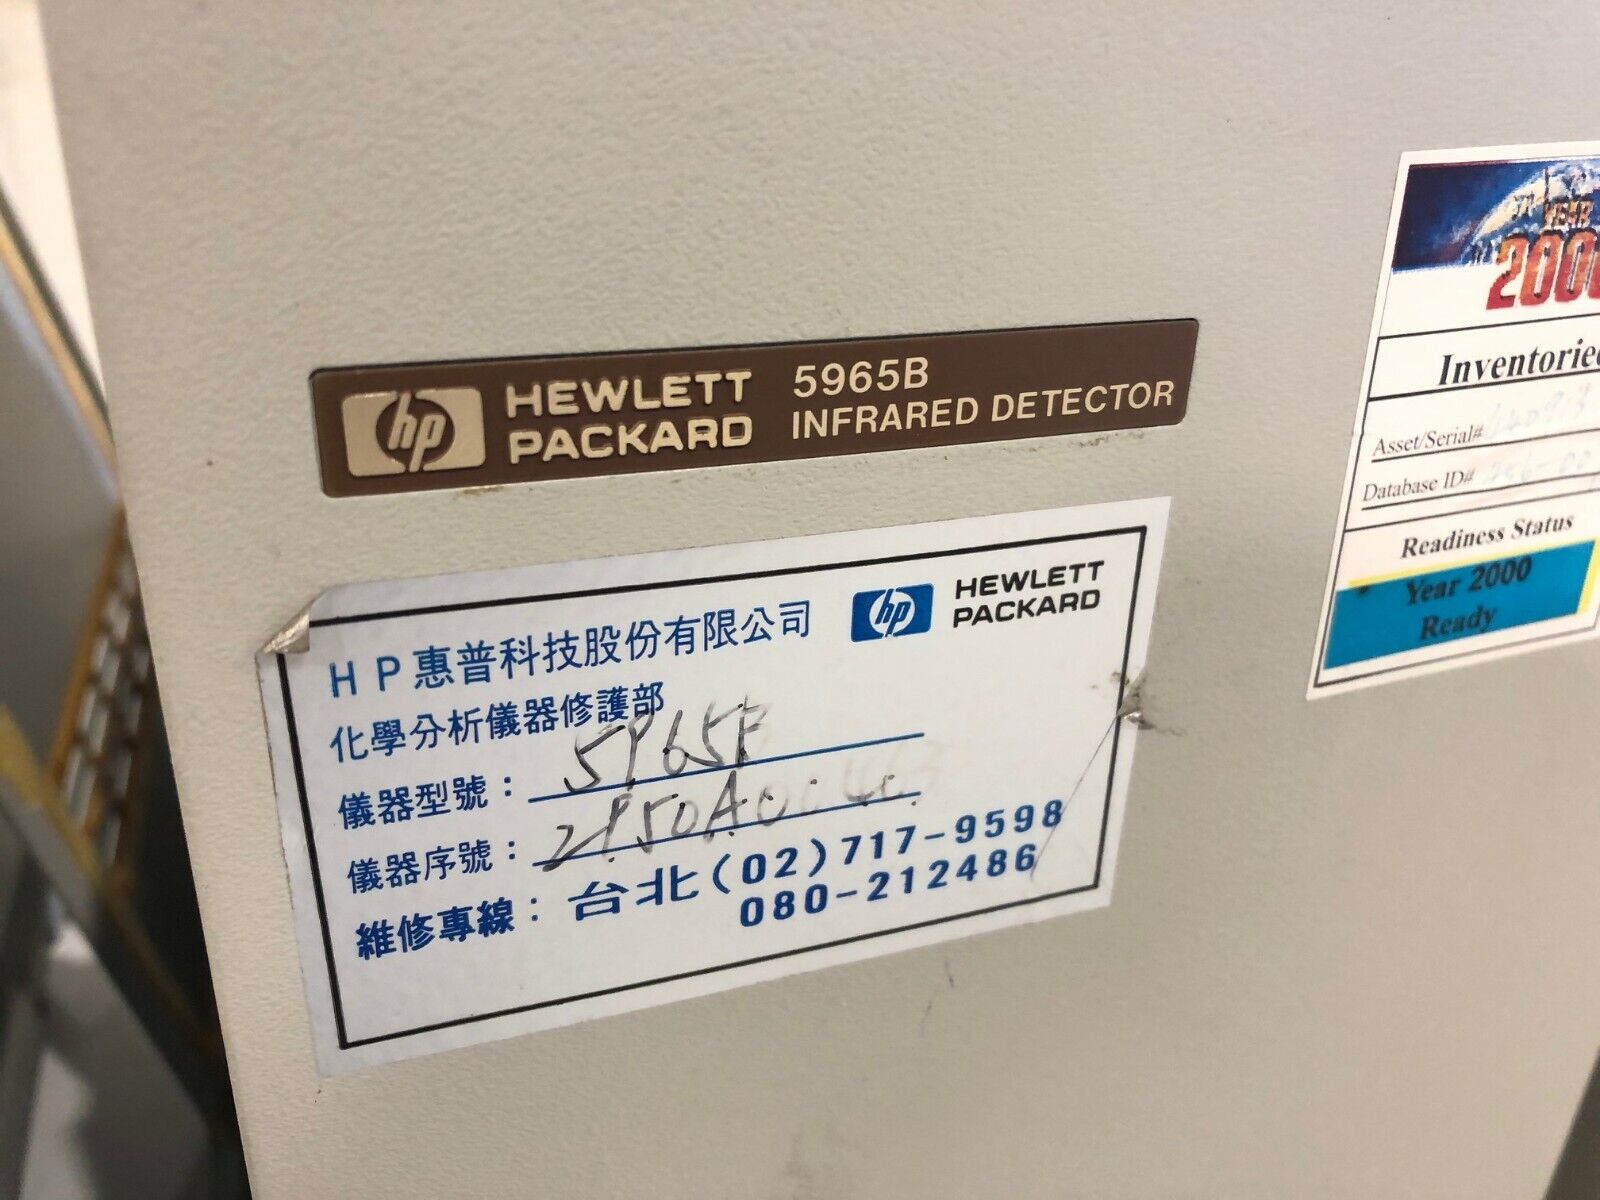 hp HEWLETT PACKARD 5965B INFRARED DETECTOR
HP惠普科技股份有限公司 hp HEWLETT PACKARD
化學分析儀器修護部
儀器型號： 5965B
儀器序號： 2950A00
維修專線： 台北(02)717-9598
080-212486
YEAR
2000
Inventoried
Asset/Serial#
Database ID#
Readiness Status
Year 2000
Ready